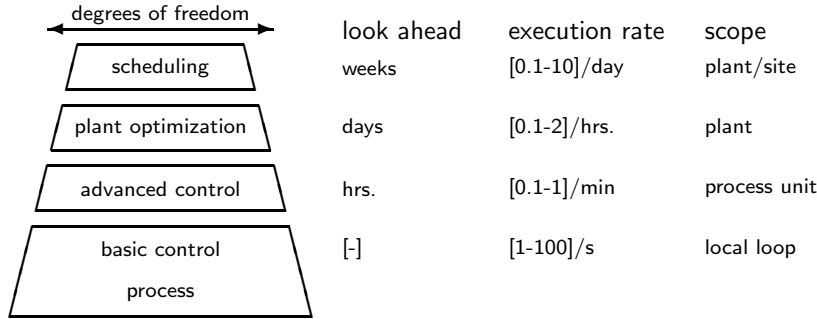 degrees of freedom
look ahead execution rate scope
scheduling weeks [0.1-10]/day plant/site
plant optimization days [0.1-2]/hrs. plant
advanced control hrs. [0.1-1]/min process unit
basic control [-] [1-100]/s local loop
process